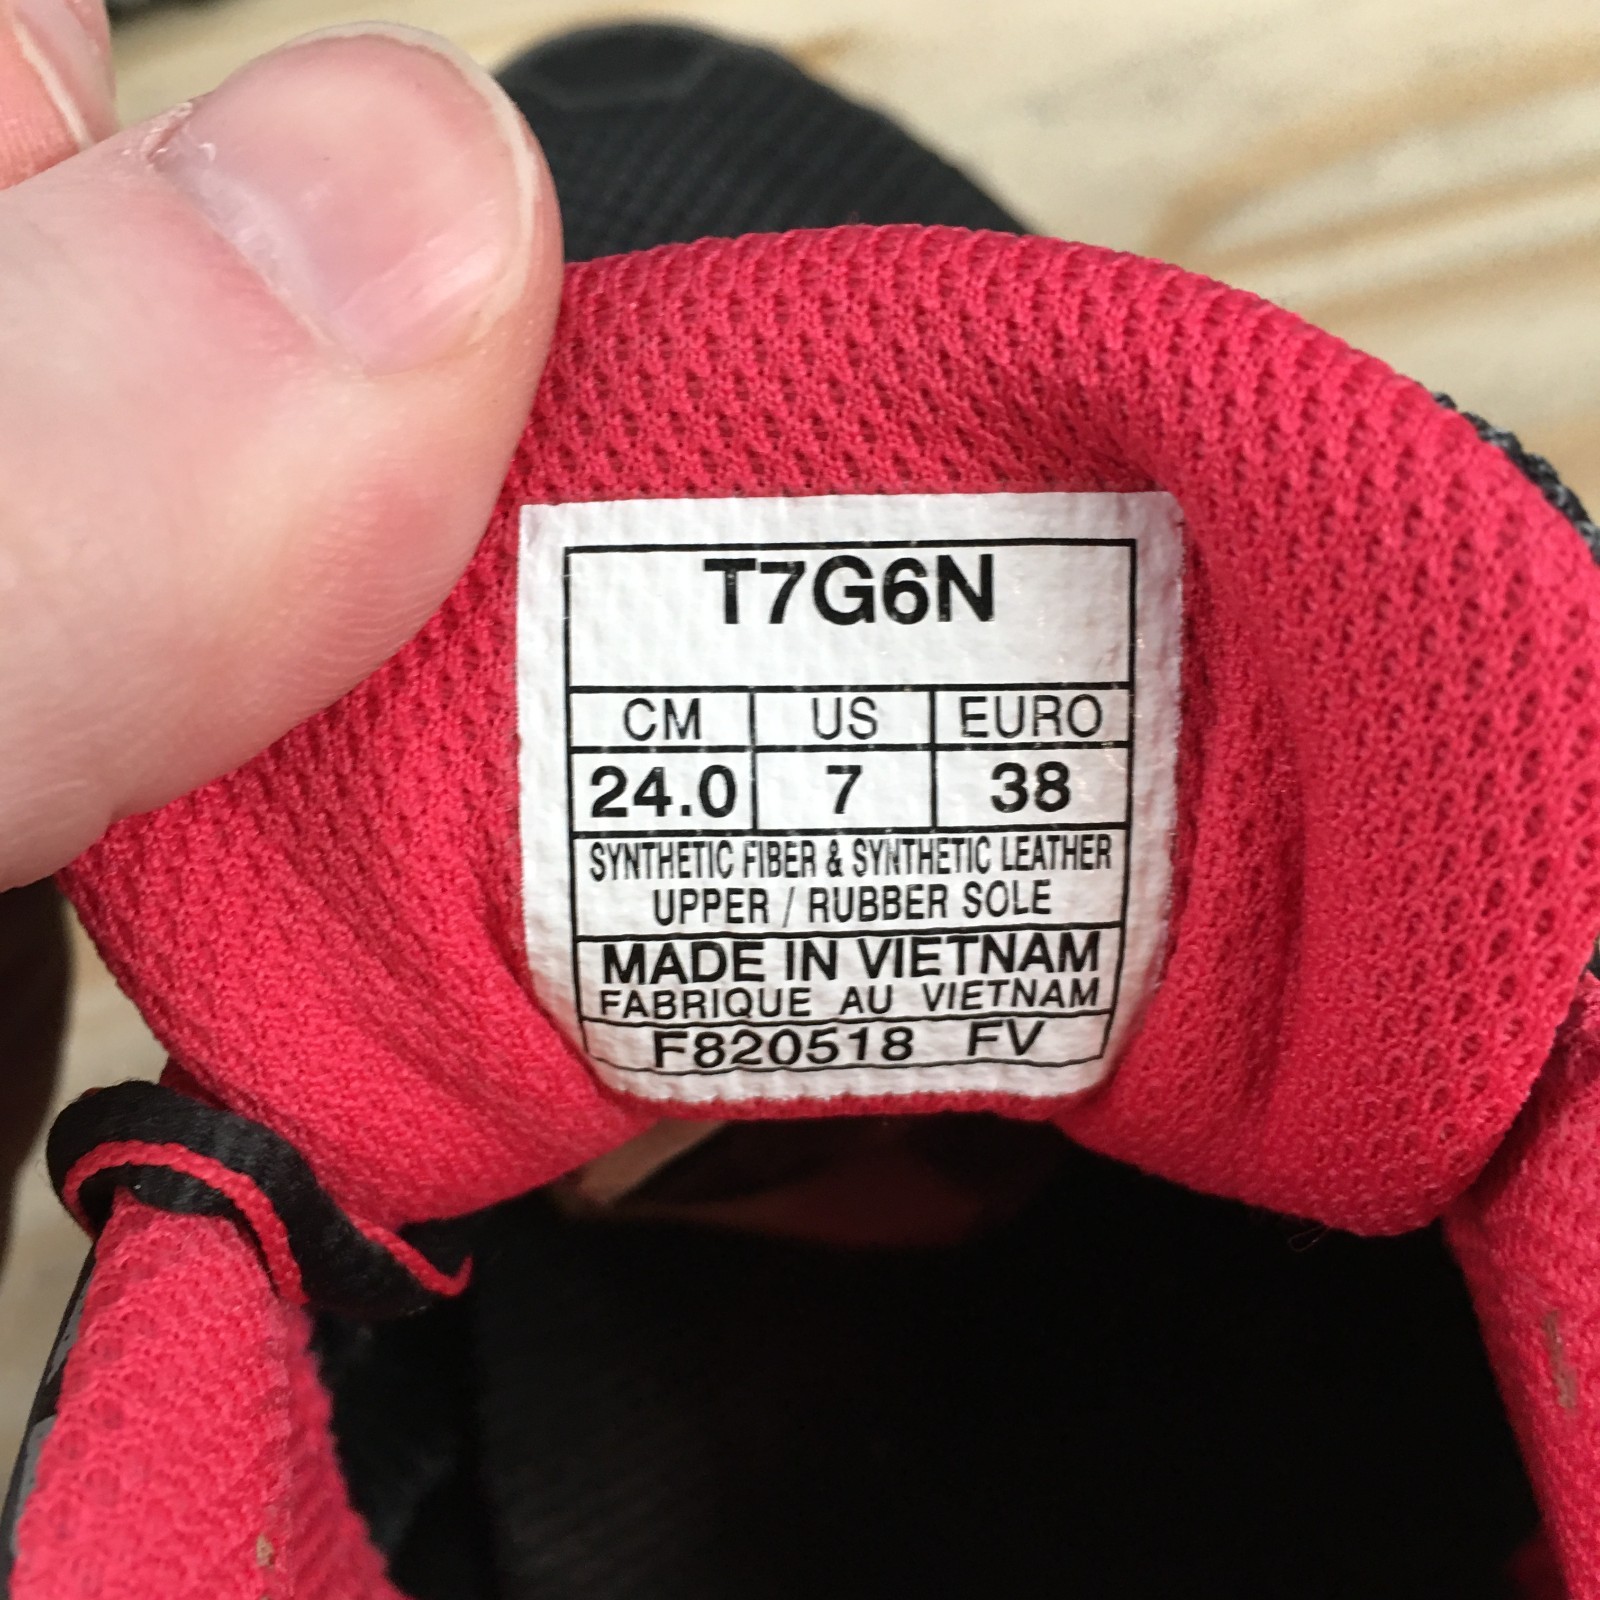 T7G6N
CM US EURO
24.0 7 38
SYNTHETIC FIBER & SYNTHETIC LEATHER
UPPER / RUBBER SOLE
MADE IN VIETNAM
FABRIQUE AU VIETNAM
F820518 FV